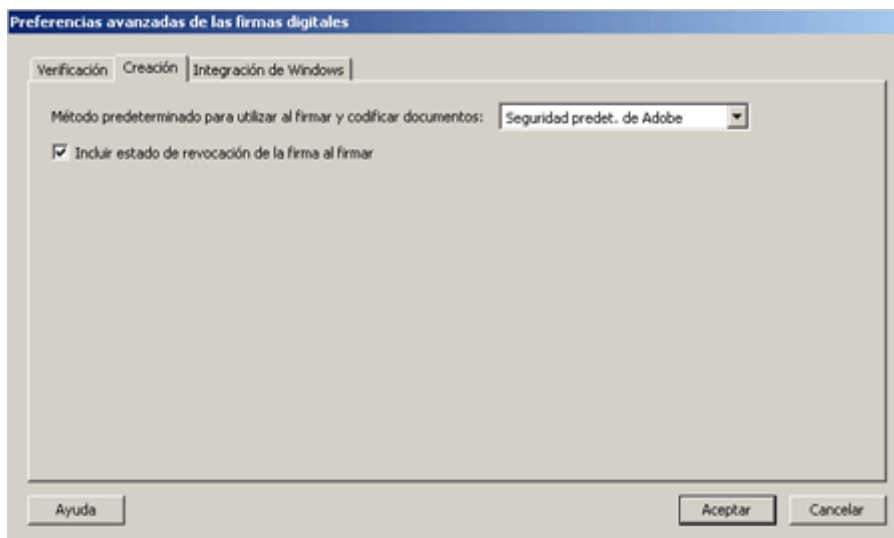 Preferencias avanzadas de las firmas digitales
Verificación Creación Integración de Windows
Método predeterminado para utilizar al firmar y codificar documentos: Seguridad predet. de Adobe
Incluir estado de revocación de la firma al firmar
Ayuda Aceptar Cancelar